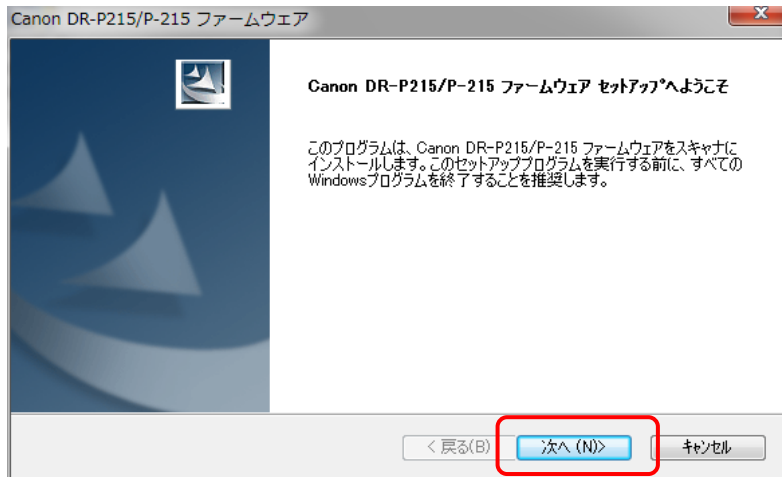 Canon DR-P215/P-215 ファームウェア
Canon DR-P215/P-215 ファームウェア セットアップへようこそ
このプログラムは、Canon DR-P215/P-215 ファームウェアをスキャナに
インストールします。このセットアッププログラムを実行する前に、すべての
Windowsプログラムを終了することを推奨します。
< 戻る(B)
次へ (N)>
キャンセル